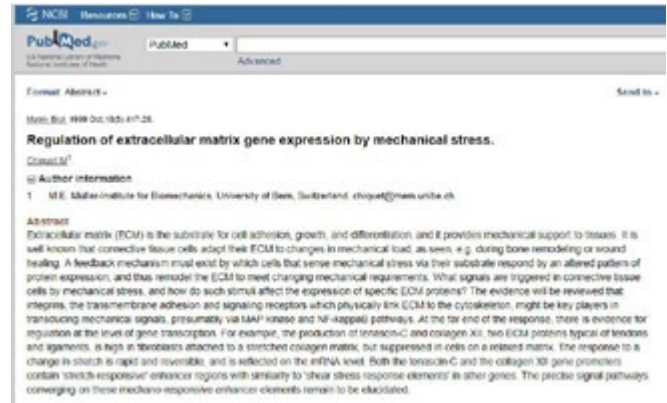 NCBI Resources How To
PubMed.gov
PubMed
US National Library of Medicine
National Institutes of Health
Advanced
Format: Abstract
Send to
Matrix Biol. 1999 Oct;18(5):417-26.
Regulation of extracellular matrix gene expression by mechanical stress.
Chiquet M1.
Author information
1 M.E. Müller-Institute for Biomechanics, University of Bern, Switzerland. chiquet@mem.unibe.ch
Abstract
Extracellular matrix (ECM) is the substrate for cell adhesion, growth, and differentiation, and it provides mechanical support to tissues. It is
well known that connective tissue cells adapt their ECM to changes in mechanical load, as seen, e.g. during bone remodeling or wound
healing. A feedback mechanism must exist by which cells that sense mechanical stress via their substrate respond by an altered pattern of
protein expression, and thus remodel the ECM to meet changing mechanical requirements. What signals are triggered in connective tissue
cells by mechanical stress, and how do such stimuli affect the expression of specific ECM proteins? The evidence will be reviewed that
integrins, the transmembrane adhesion and signaling receptors which physically link ECM to the cytoskeleton, might be key players in
transducing mechanical signals, presumably via MAP kinase and NF-kappaB pathways. At the far end of the response, there is evidence for
regulation at the level of gene transcription. For example, the production of tenascin-C and collagen XII, two ECM proteins typical of tendons
and ligaments, is high in fibroblasts attached to a stretched collagen matrix, but suppressed in cells on a relaxed matrix. The response to a
change in stretch is rapid and reversible, and is reflected on the mRNA level. Both the tenascin-C and the collagen XII gene promoters
contain 'stretch-responsive' enhancer regions with similarity to 'shear stress response elements' in other genes. The precise signal pathways
converging on these mechano-responsive enhancer elements remain to be elucidated.